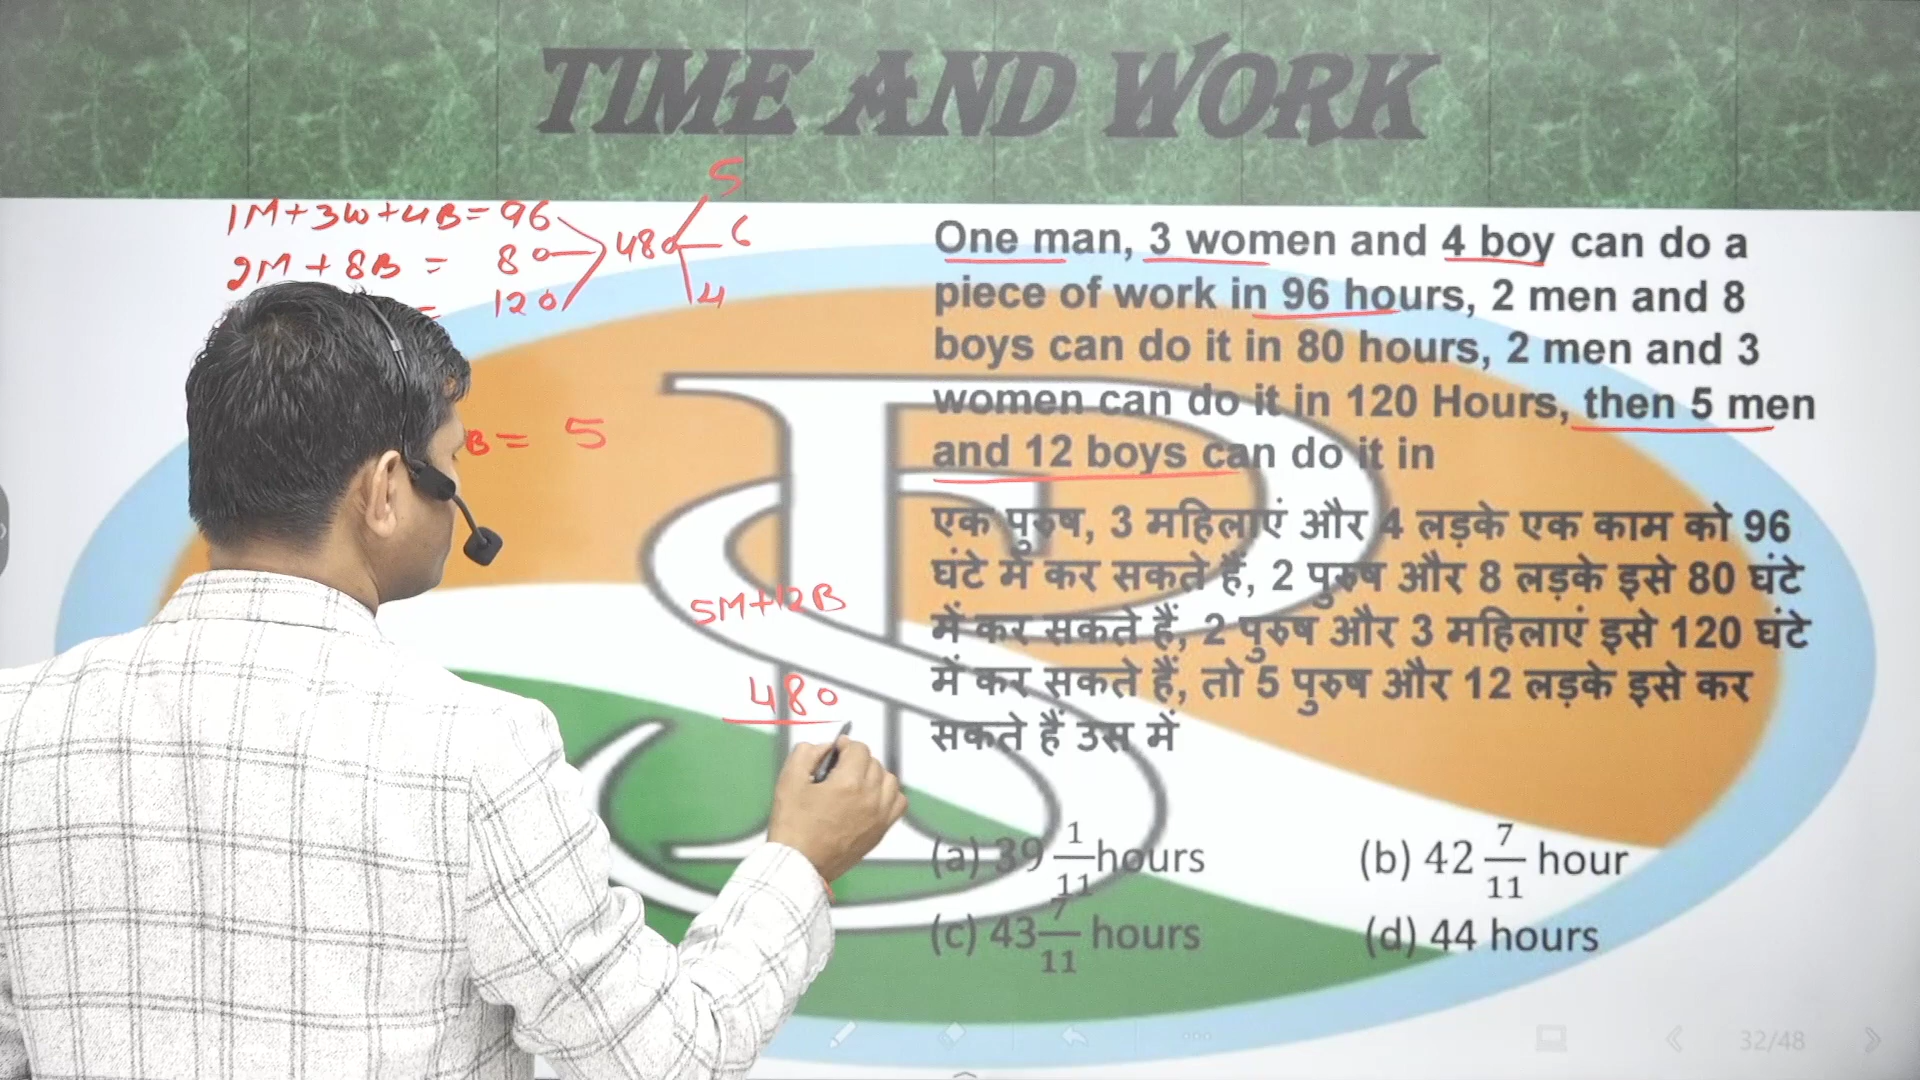 TIME AND WORK
1M+3W+4B=96
2M+8B = 80
= 120
480
5
6
4
B= 5
5M+12B
480
One man, 3 women and 4 boy can do a
piece of work in 96 hours, 2 men and 8
boys can do it in 80 hours, 2 men and 3
women can do it in 120 Hours, then 5 men
and 12 boys can do it in
एक पुरुष, 3 महिलाएं और 4 लड़के एक काम को 96
घंटे में कर सकते हैं, 2 पुरुष और 8 लड़के इसे 80 घंटे
में कर सकते हैं, 2 पुरुष और 3 महिलाएं इसे 120 घंटे
में कर सकते हैं, तो 5 पुरुष और 12 लड़के इसे कर
सकते हैं उस में
(a) 39 1/11 hours
(b) 42 7/11 hour
(c) 43 7/11 hours
(d) 44 hours
32/48